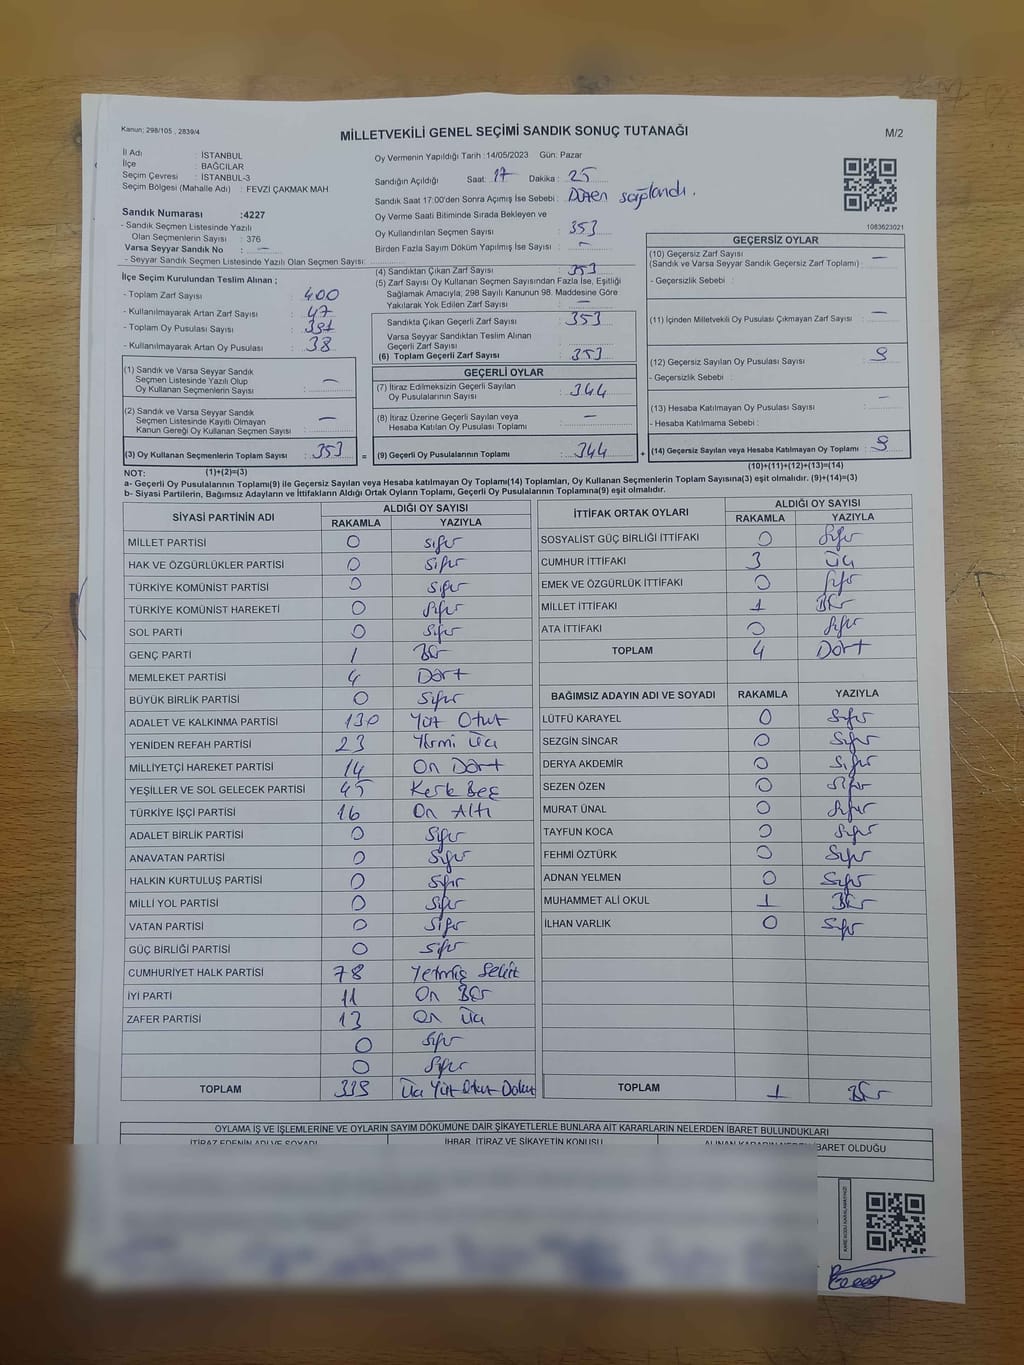 Kanun; 298/105 , 2839/4
MİLLETVEKİLİ GENEL SEÇİMİ SANDIK SONUÇ TUTANAĞI
M/2
İl Adı : İSTANBUL
İlçe : BAĞCILAR
Seçim Çevresi : İSTANBUL-3
Seçim Bölgesi (Mahalle Adı) : FEVZİ ÇAKMAK MAH
Sandık Numarası :4227
- Sandık Seçmen Listesinde Yazılı
Olan Seçmenlerin Sayısı : 376
Varsa Seyyar Sandık No : —
- Seyyar Sandık Seçmen Listesinde Yazılı Olan Seçmen Sayısı:
Oy Vermenin Yapıldığı Tarih :14/05/2023 Gün: Pazar
Sandığın Açıldığı Saat: 17 Dakika: 25
Sandık Saat 17:00'den Sonra Açımış İse Sebebi: Düzen sağlandı.
Oy Verme Saati Bitiminde Sırada Bekleyen ve
Oy Kullandırılan Seçmen Sayısı : 353
Birden Fazla Sayım Döküm Yapılmış İse Sayısı : —
1083623021
İlçe Seçim Kurulundan Teslim Alınan ;
- Toplam Zarf Sayısı : 400
- Kullanılmayarak Artan Zarf Sayısı : 47
- Toplam Oy Pusulası Sayısı : 391
- Kullanılmayarak Artan Oy Pusulası : 38
(1) Sandık ve Varsa Seyyar Sandık
Seçmen Listesinde Yazılı Olup
Oy Kullanan Seçmenlerin Sayısı : —
(2) Sandık ve Varsa Seyyar Sandık
Seçmen Listesinde Kayıtlı Olmayan
Kanun Gereği Oy Kullanan Seçmen Sayısı : —
(3) Oy Kullanan Seçmenlerin Toplam Sayısı : 353 =
(4) Sandıktan Çıkan Zarf Sayısı : 353
(5) Zarf Sayısı Oy Kullanan Seçmen Sayısından Fazla İse, Eşitliği
Sağlamak Amacıyla; 298 Sayılı Kanunun 98. Maddesine Göre
Yakılarak Yok Edilen Zarf Sayısı : —
Sandıkta Çıkan Geçerli Zarf Sayısı : 353
Varsa Seyyar Sandıktan Teslim Alınan
Geçerli Zarf Sayısı :
(6) Toplam Geçerli Zarf Sayısı : 353
GEÇERLİ OYLAR
(7) İtiraz Edilmeksizin Geçerli Sayılan
Oy Pusulalarının Sayısı : 344
(8) İtiraz Üzerine Geçerli Sayılan veya
Hesaba Katılan Oy Pusulası Toplamı : —
(9) Geçerli Oy Pusulalarının Toplamı : 344 +
GEÇERSİZ OYLAR
(10) Geçersiz Zarf Sayısı
(Sandık ve Varsa Seyyar Sandık Geçersiz Zarf Toplamı) : —
- Geçersizlik Sebebi :
(11) İçinden Milletvekili Oy Pusulası Çıkmayan Zarf Sayısı : —
(12) Geçersiz Sayılan Oy Pusulası Sayısı : 9
- Geçersizlik Sebebi :
(13) Hesaba Katılmayan Oy Pusulası Sayısı : —
- Hesaba Katılmama Sebebi :
(14) Geçersiz Sayılan veya Hesaba Katılmayan Oy Toplamı : 9
NOT: (1)+(2)=(3)
(10)+(11)+(12)+(13)=(14)
a- Geçerli Oy Pusulalarının Toplamı(9) ile Geçersiz Sayılan veya Hesaba Katılmayan Oy Toplamı(14) Toplamları, Oy Kullanan Seçmenlerin Toplam Sayısına(3) eşit olmalıdır. (9)+(14)=(3)
b- Siyasi Partilerin, Bağımsız Adayların ve İttifakların Aldığı Ortak Oyların Toplamı, Geçerli Oy Pusulalarının Toplamına(9) eşit olmalıdır.
SİYASİ PARTİNİN ADI ALDIĞI OY SAYISI
RAKAMLA YAZIYLA
MİLLET PARTİSİ 0 Sıfır
HAK VE ÖZGÜRLÜKLER PARTİSİ 0 Sıfır
TÜRKİYE KOMÜNİST PARTİSİ 0 Sıfır
TÜRKİYE KOMÜNİST HAREKETİ 0 Sıfır
SOL PARTİ 0 Sıfır
GENÇ PARTİ 1 Bir
MEMLEKET PARTİSİ 4 Dört
BÜYÜK BİRLİK PARTİSİ 0 Sıfır
ADALET VE KALKINMA PARTİSİ 130 Yüz Otuz
YENİDEN REFAH PARTİSİ 23 Yirmi Üç
MİLLİYETÇİ HAREKET PARTİSİ 14 On Dört
YEŞİLLER VE SOL GELECEK PARTİSİ 45 Kırk Beş
TÜRKİYE İŞÇİ PARTİSİ 16 On Altı
ADALET BİRLİK PARTİSİ 0 Sıfır
ANAVATAN PARTİSİ 0 Sıfır
HALKIN KURTULUŞ PARTİSİ 0 Sıfır
MİLLİ YOL PARTİSİ 0 Sıfır
VATAN PARTİSİ 0 Sıfır
GÜÇ BİRLİĞİ PARTİSİ 0 Sıfır
CUMHURİYET HALK PARTİSİ 78 Yetmiş Sekiz
İYİ PARTİ 11 On Bir
ZAFER PARTİSİ 13 On Üç
0 Sıfır
0 Sıfır
TOPLAM 339 Üç Yüz Otuz Dokuz
İTTİFAK ORTAK OYLARI ALDIĞI OY SAYISI
RAKAMLA YAZIYLA
SOSYALİST GÜÇ BİRLİĞİ İTTİFAKI 0 Sıfır
CUMHUR İTTİFAKI 3 Üç
EMEK VE ÖZGÜRLÜK İTTİFAKI 0 Sıfır
MİLLET İTTİFAKI 1 Bir
ATA İTTİFAKI 0 Sıfır
TOPLAM 4 Dört
BAĞIMSIZ ADAYIN ADI VE SOYADI RAKAMLA YAZIYLA
LÜTFÜ KARAYEL 0 Sıfır
SEZGİN SİNCAR 0 Sıfır
DERYA AKDEMİR 0 Sıfır
SEZEN ÖZEN 0 Sıfır
MURAT ÜNAL 0 Sıfır
TAYFUN KOCA 0 Sıfır
FEHMİ ÖZTÜRK 0 Sıfır
ADNAN YELMEN 0 Sıfır
MUHAMMET ALİ OKUL 1 Bir
İLHAN VARLIK 0 Sıfır
TOPLAM 1 Bir
OYLAMA İŞ VE İŞLEMLERİNE VE OYLARIN SAYIM DÖKÜMÜNE DAİR ŞİKAYETLERLE BUNLARA AİT KARARLARIN NELERDEN İBARET BULUNDUKLARI
İTİRAZ EDENİN ADI VE SOYADI İHBAR, İTİRAZ VE ŞİKAYETİN KONUSU ALINAN KARARIN NEDEN İBARET OLDUĞU